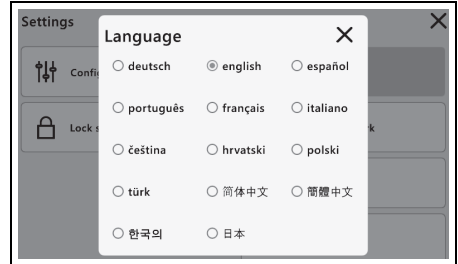 Settings
Language
Confi
deutsch english español
português français italiano
Lock s
čeština hrvatski polski
türk 简体中文 簡體中文
한국의 日本